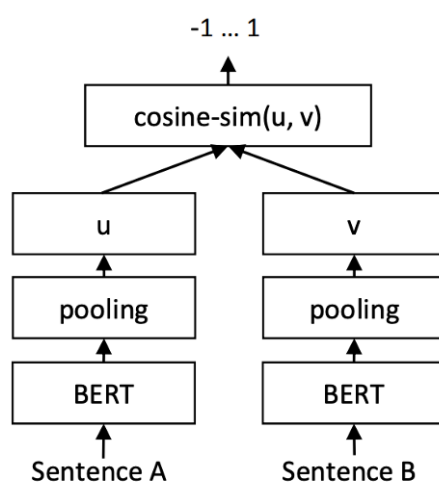 -1 … 1
cosine-sim(u, v)
u v
pooling pooling
BERT BERT
Sentence A Sentence B